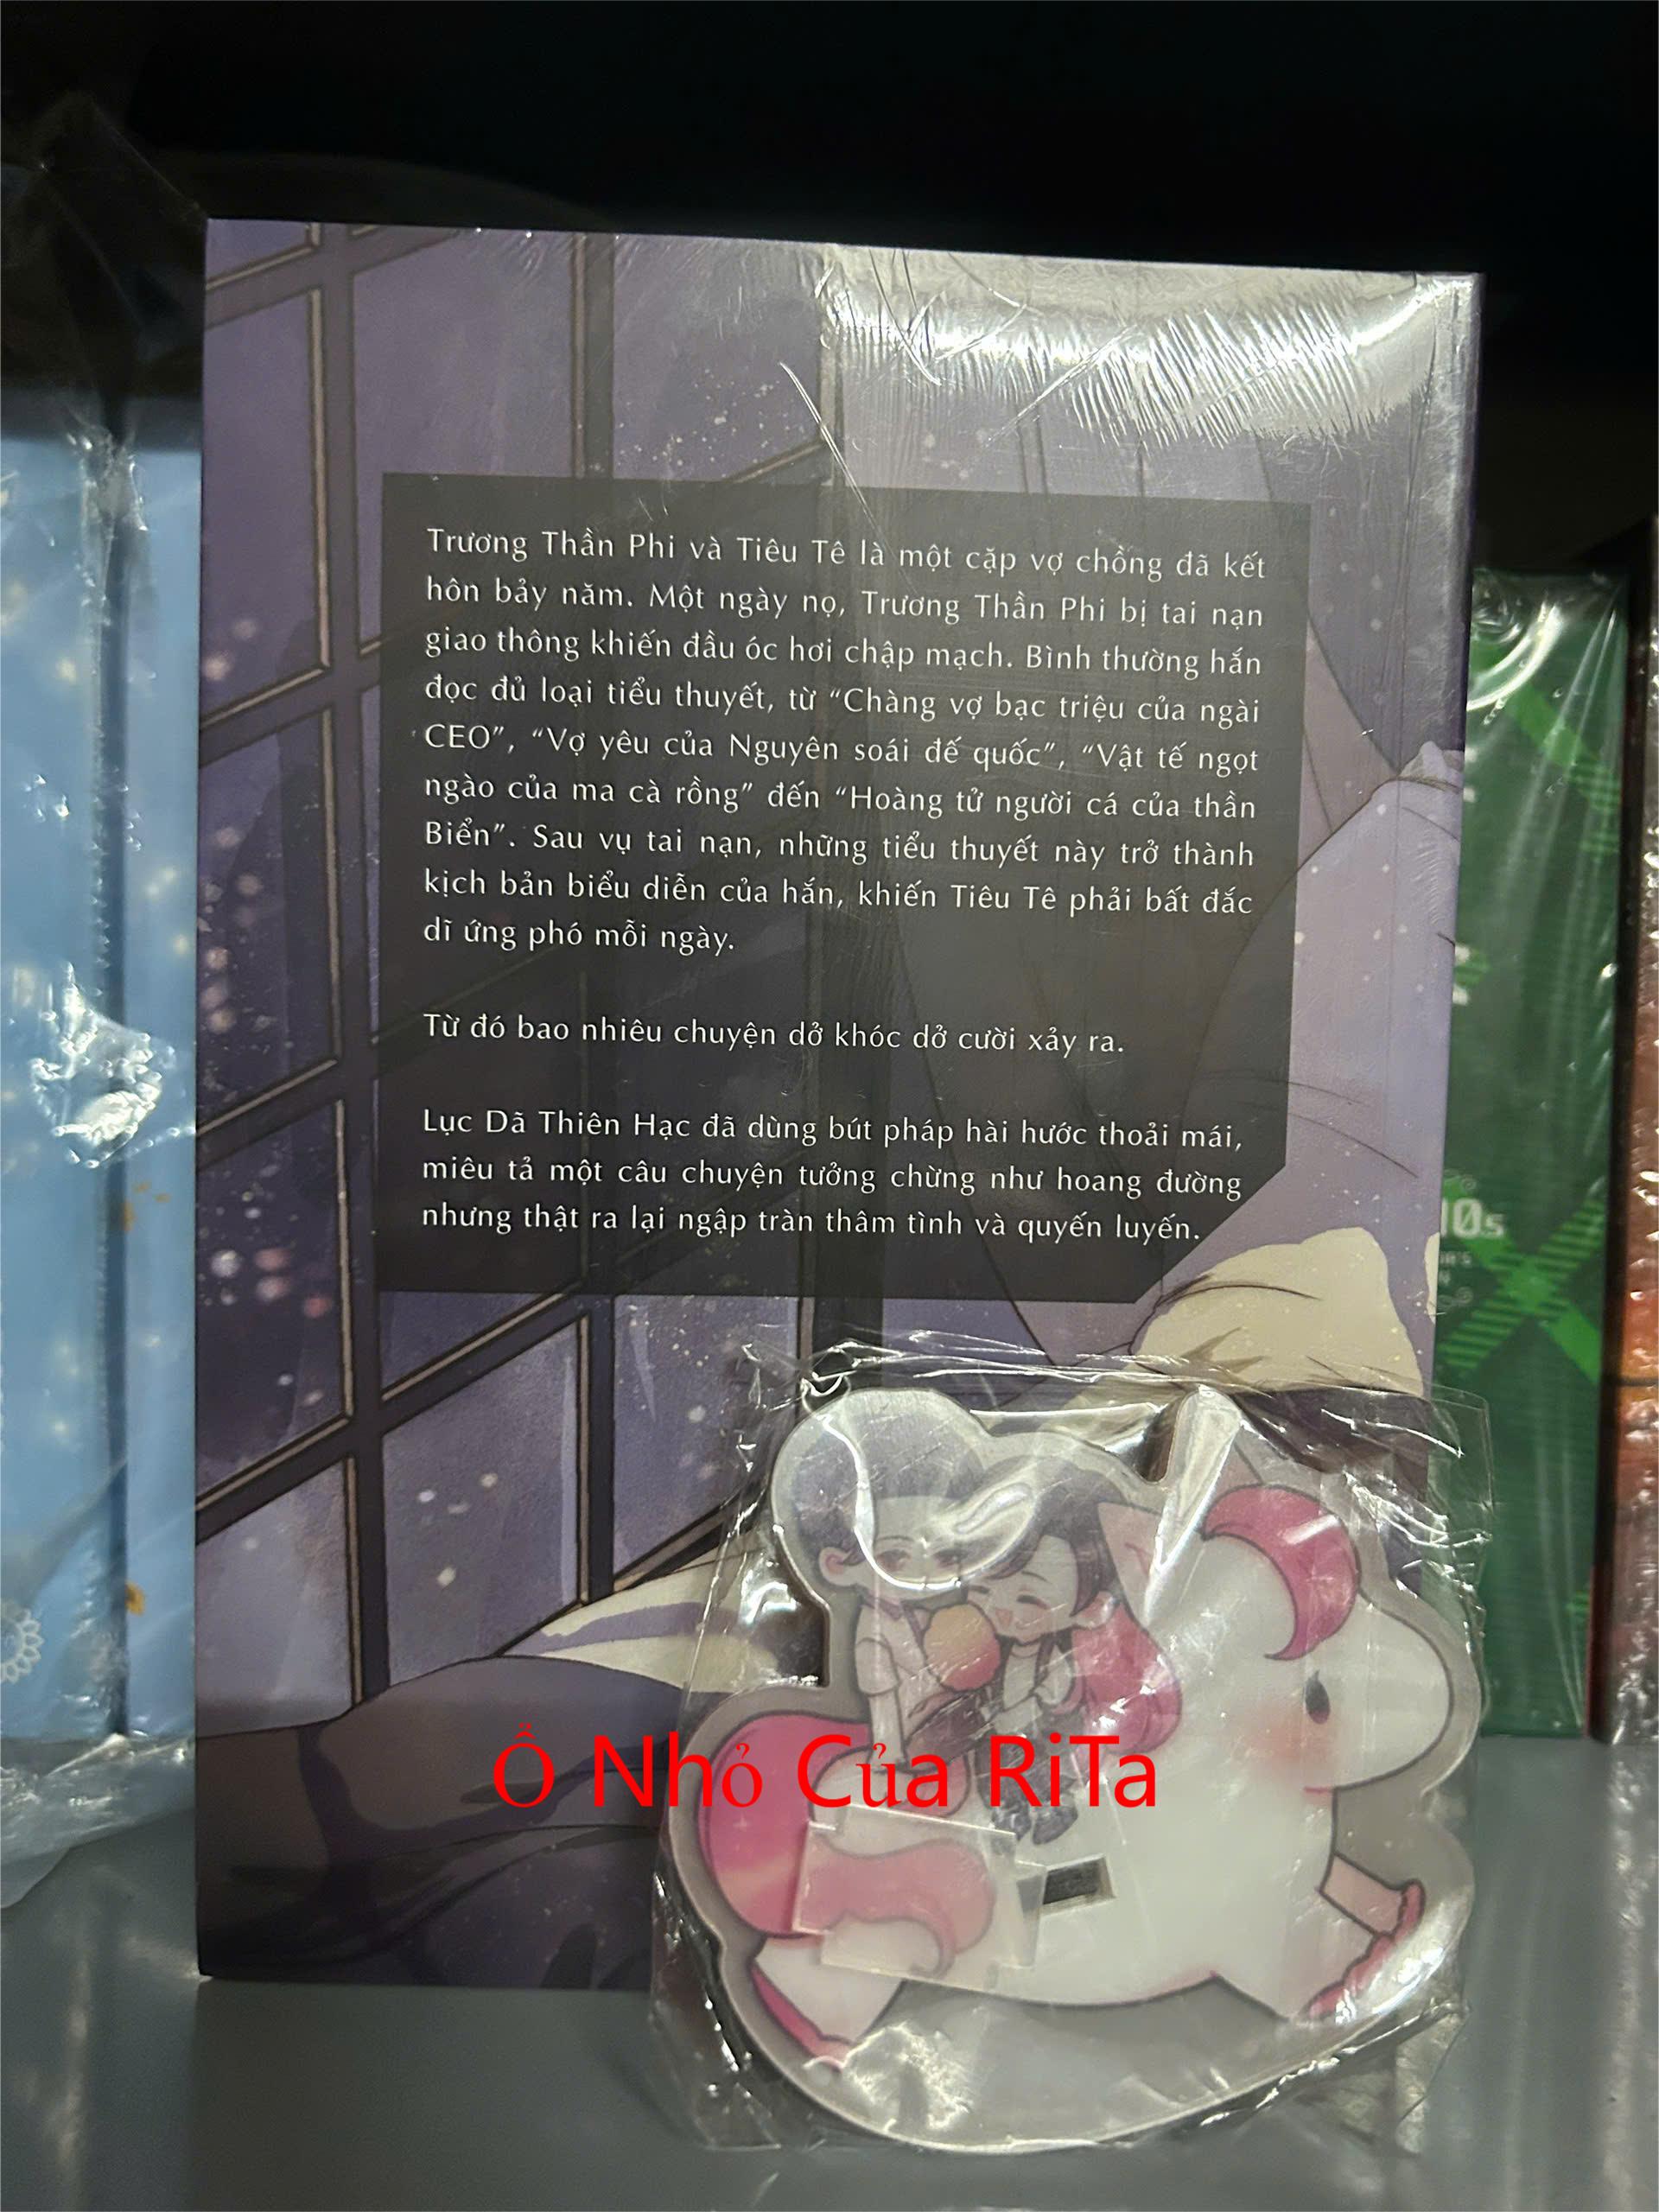 Trương Thần Phi và Tiêu Tê là một cặp vợ chồng đã kết
hôn bảy năm. Một ngày nọ, Trương Thần Phi bị tai nạn
giao thông khiến đầu óc hơi chập mạch. Bình thường hắn
đọc đủ loại tiểu thuyết, từ “Chàng vợ bạc triệu của ngài
CEO”, “Vợ yêu của Nguyên soái đế quốc”, “Vật tế ngọt
ngào của ma cà rồng” đến “Hoàng tử người cá của thần
Biển”. Sau vụ tai nạn, những tiểu thuyết này trở thành
kịch bản biểu diễn của hắn, khiến Tiêu Tê phải bất đắc
dĩ ứng phó mỗi ngày.
Từ đó bao nhiêu chuyện dở khóc dở cười xảy ra.
Lục Dã Thiên Hạc đã dùng bút pháp hài hước thoải mái,
miêu tả một câu chuyện tưởng chừng như hoang đường
nhưng thật ra lại ngập tràn thâm tình và quyến luyến.
Ổ Nhỏ Của RiTa